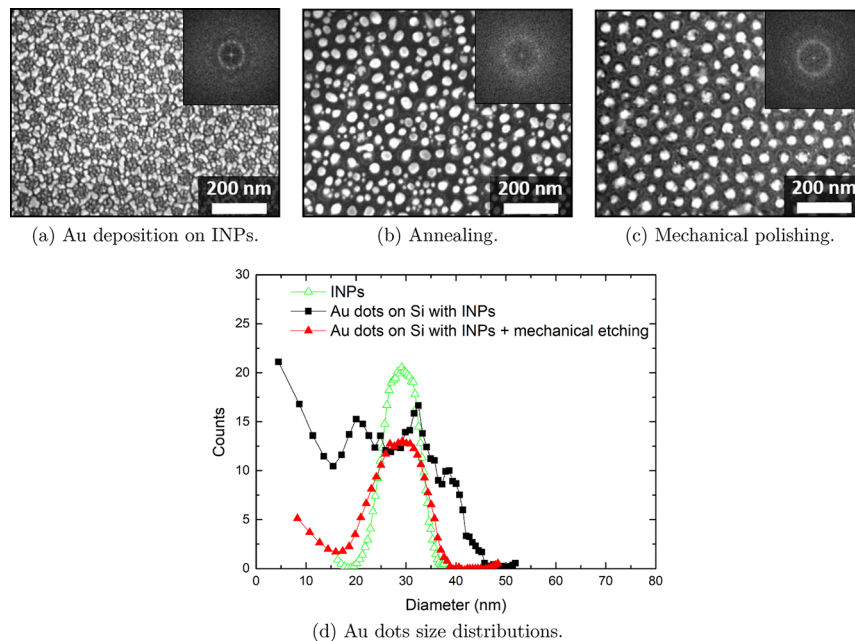 200 nm
200 nm
200 nm
(a) Au deposition on INPs.
(b) Annealing.
(c) Mechanical polishing.
30
25
20
15
10
5
0
Counts
INPs
Au dots on Si with INPs
Au dots on Si with INPs + mechanical etching
0 10 20 30 40 50 60 70 80
Diameter (nm)
(d) Au dots size distributions.